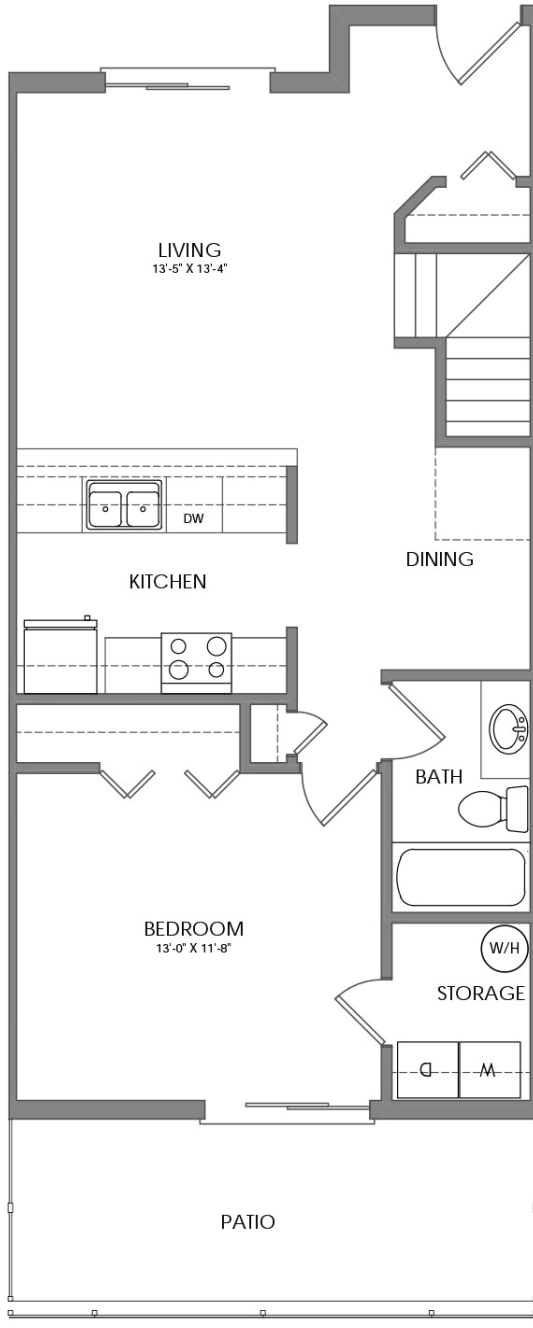 LIVING
13'-5" X 13'-4"
DW
KITCHEN
DINING
BATH
BEDROOM
13'-0" X 11'-8"
W/H
STORAGE
D
W
PATIO